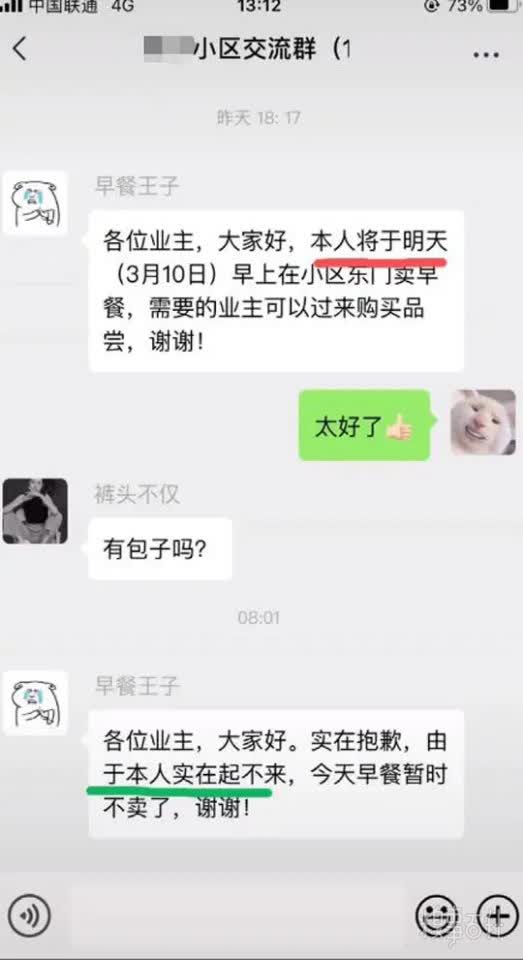 中国联通 4G
13:12
73%
小区交流群（1
昨天 18:17
早餐王子
各位业主，大家好，本人将于明天
（3月10日）早上在小区东门卖早
餐，需要的业主可以过来购买品
尝，谢谢！
太好了👍🏻
裤头不仅
有包子吗？
08:01
早餐王子
各位业主，大家好。实在抱歉，由
于本人实在起不来，今天早餐暂时
不卖了，谢谢！